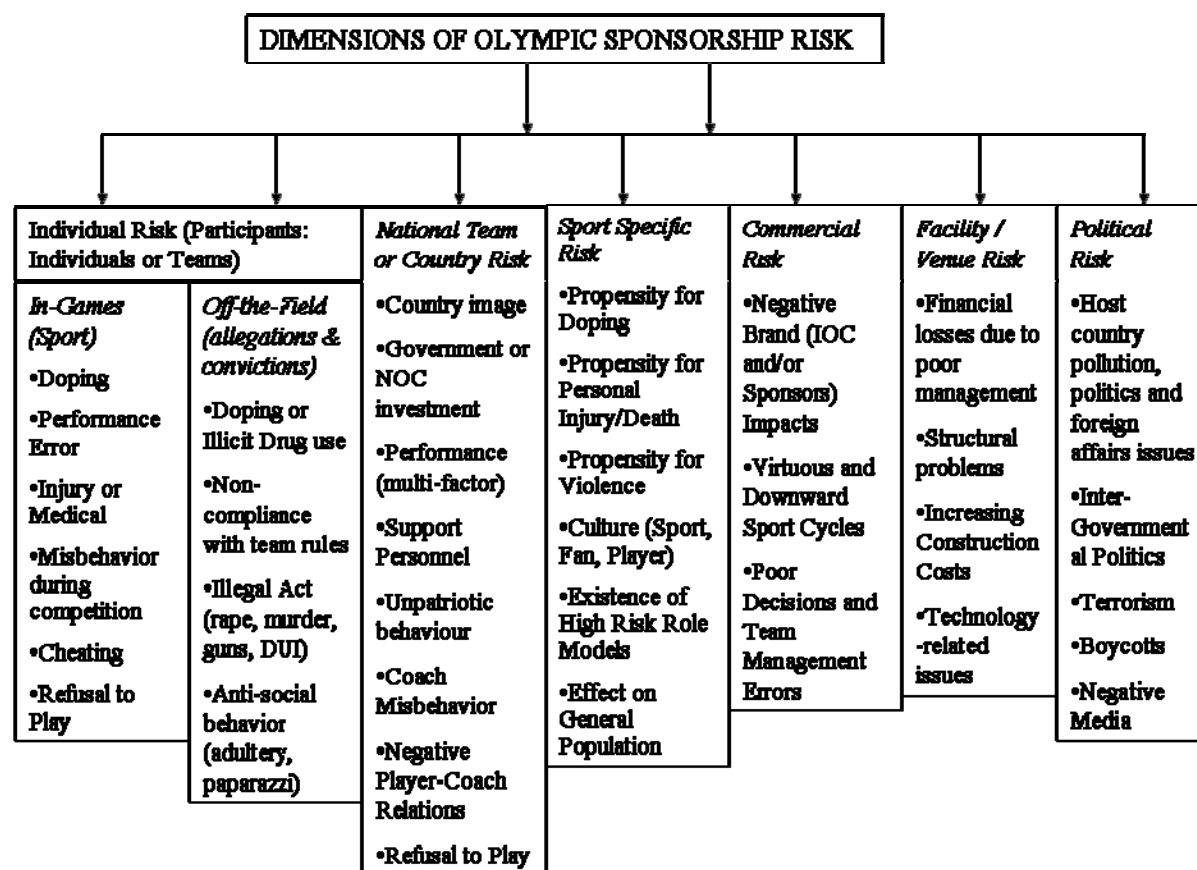 DIMENSIONS OF OLYMPIC SPONSORSHIP RISK
Individual Risk (Participants:
Individuals or Teams)
In-Games
(Sport)
•Doping
•Performance
Error
•Injury or
Medical
•Misbehavior
during
competition
•Cheating
•Refusal to
Play
Off-the-Field
(allegations &
convictions)
•Doping or
Illicit Drug use
•Non-
compliance
with team rules
•Illegal Act
(rape, murder,
guns, DUI)
•Anti-social
behavior
(adultery,
paparazzi)
National Team
or Country Risk
•Country image
•Government or
NOC
investment
•Performance
(multi-factor)
•Support
Personnel
•Unpatriotic
behaviour
•Coach
Misbehavior
•Negative
Player-Coach
Relations
•Refusal to Play
Sport Specific
Risk
•Propensity for
Doping
•Propensity for
Personal
Injury/Death
•Propensity for
Violence
•Culture (Sport,
Fan, Player)
•Existence of
High Risk Role
Models
•Effect on
General
Population
Commercial
Risk
•Negative
Brand (IOC
and/or
Sponsors)
Impacts
•Virtuous and
Downward
Sport Cycles
•Poor
Decisions and
Team
Management
Errors
Facility /
Venue Risk
•Financial
losses due to
poor
management
•Structural
problems
•Increasing
Construction
Costs
•Technology
-related
issues
Political
Risk
•Host
country
pollution,
politics and
foreign
affairs issues
•Inter-
Government
al Politics
•Terrorism
•Boycotts
•Negative
Media